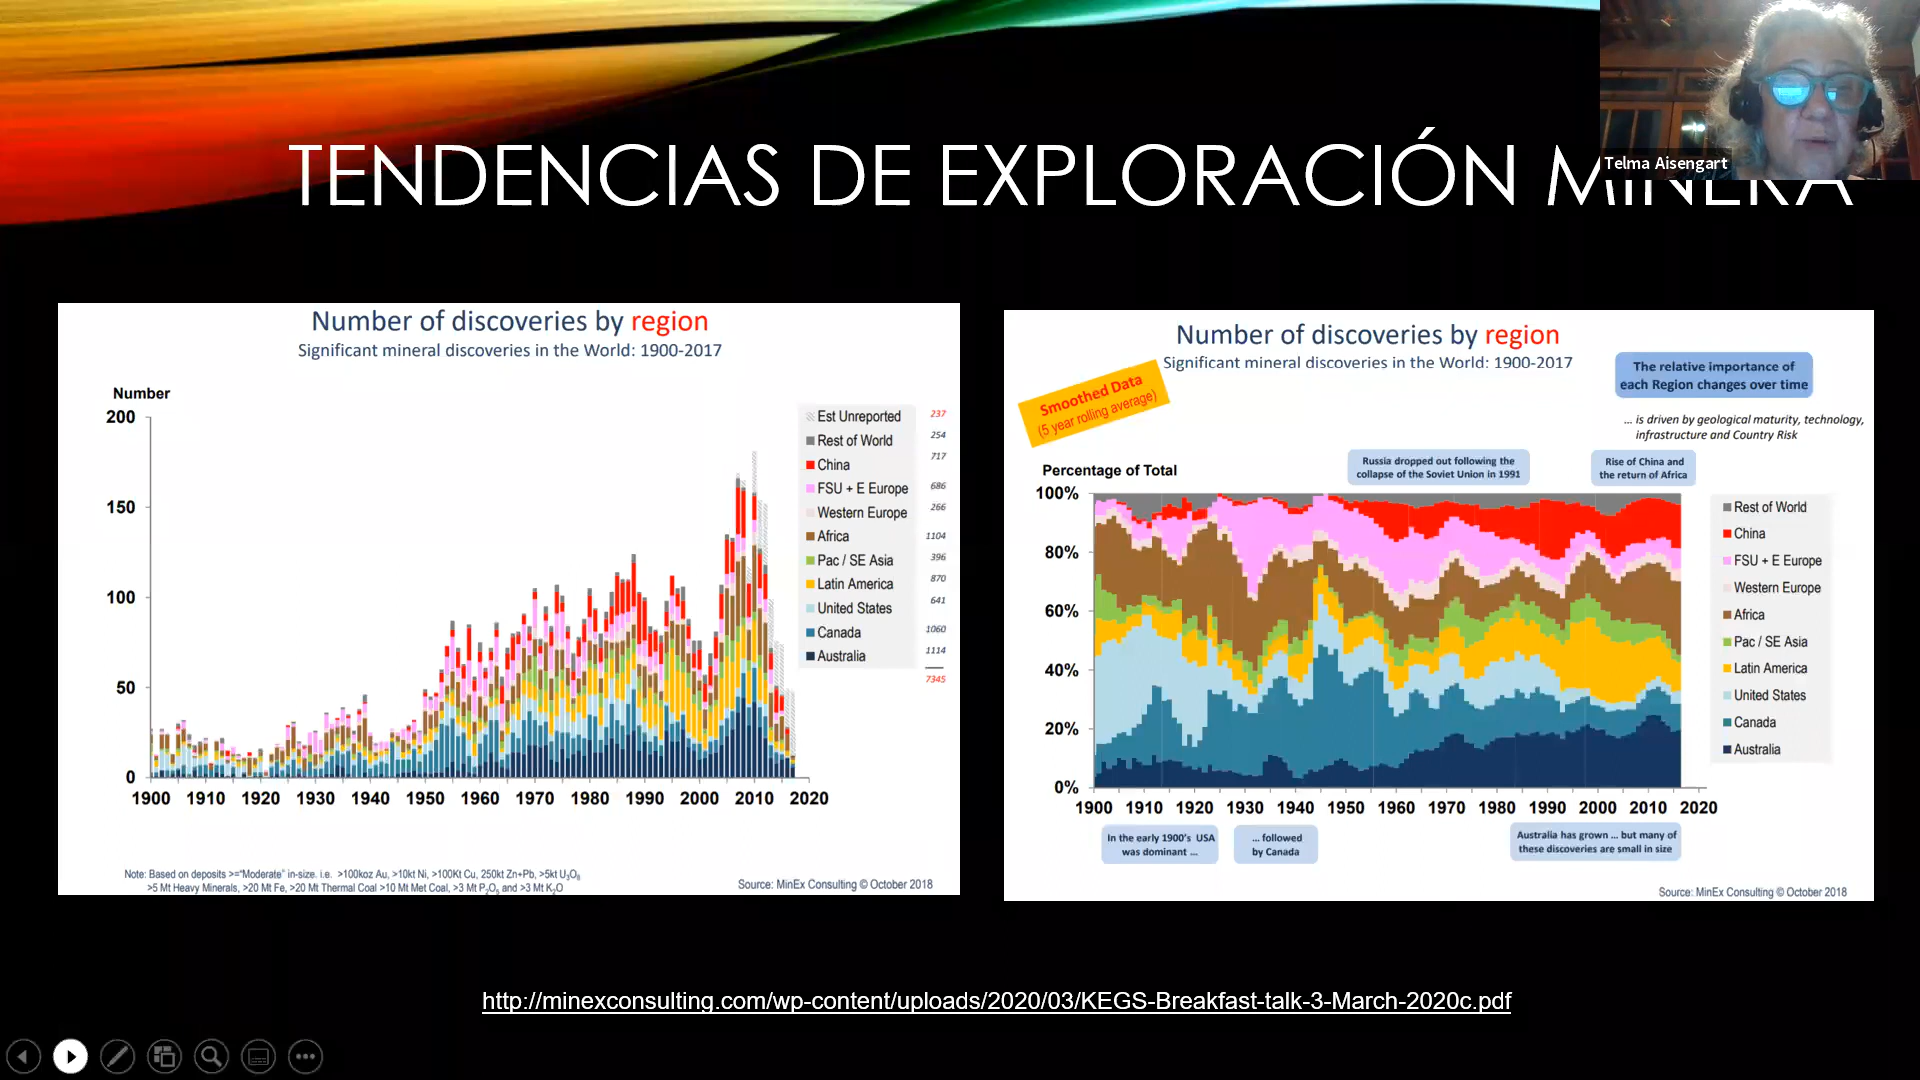 Telma Aisengart
TENDENCIAS DE EXPLORACIÓN MINERA
Number of discoveries by region
Significant mineral discoveries in the World: 1900-2017
Number
200
150
100
50
0
1900 1910 1920 1930 1940 1950 1960 1970 1980 1990 2000 2010 2020
Est Unreported 237
Rest of World 254
China 717
FSU + E Europe 686
Western Europe 266
Africa 1104
Pac / SE Asia 396
Latin America 870
United States 641
Canada 1060
Australia 1114
7345
Note: Based on deposits >="Moderate" in-size. i.e. >100koz Au, >10kt Ni, >100Kt Cu, 250kt Zn+Pb, >5kt U3O8
>5 Mt Heavy Minerals, >20 Mt Fe, >20 Mt Thermal Coal >10 Mt Met Coal, >3 Mt P2O5 and >3 Mt K2O
Source: MinEx Consulting © October 2018
Number of discoveries by region
Significant mineral discoveries in the World: 1900-2017
Smoothed Data
(5 year rolling average)
The relative importance of
each Region changes over time
... is driven by geological maturity, technology,
infrastructure and Country Risk
Russia dropped out following the
collapse of the Soviet Union in 1991
Rise of China and
the return of Africa
Percentage of Total
100%
80%
60%
40%
20%
0%
1900 1910 1920 1930 1940 1950 1960 1970 1980 1990 2000 2010 2020
Rest of World
China
FSU + E Europe
Western Europe
Africa
Pac / SE Asia
Latin America
United States
Canada
Australia
In the early 1900's USA
was dominant ...
... followed
by Canada
Australia has grown ... but many of
these discoveries are small in size
Source: MinEx Consulting © October 2018
http://minexconsulting.com/wp-content/uploads/2020/03/KEGS-Breakfast-talk-3-March-2020c.pdf